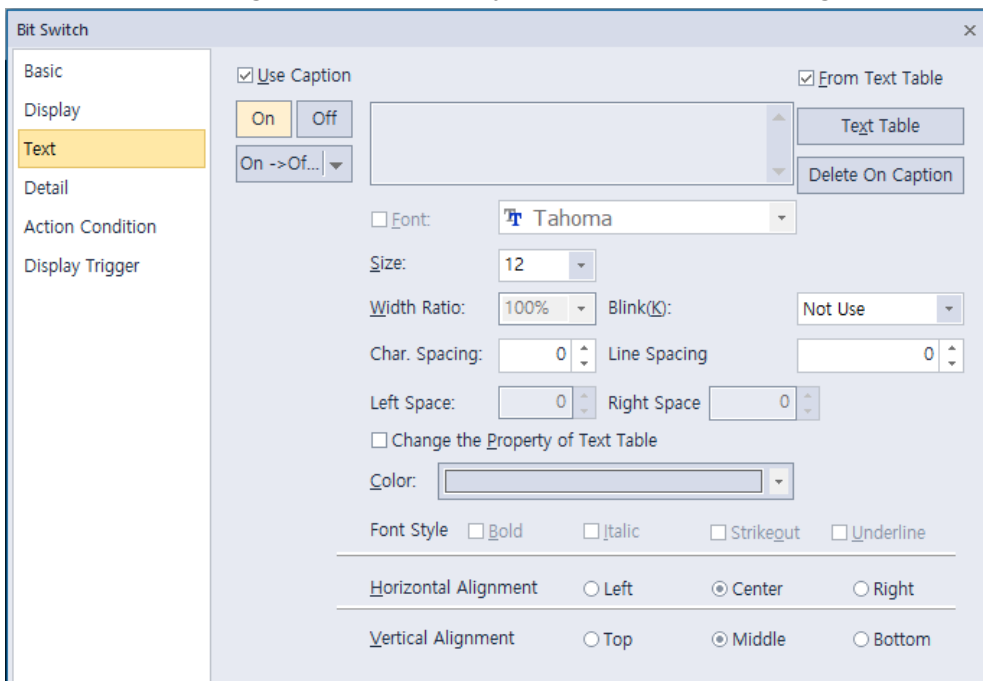 Bit Switch
Basic
Display
Text
Detail
Action Condition
Display Trigger
Use Caption
From Text Table
On Off
Text Table
On ->Of...
Delete On Caption
Font: Tahoma
Size: 12
Width Ratio: 100% Blink(K): Not Use
Char. Spacing: 0 Line Spacing 0
Left Space: 0 Right Space 0
Change the Property of Text Table
Color:
Font Style Bold Italic Strikeout Underline
Horizontal Alignment Left Center Right
Vertical Alignment Top Middle Bottom